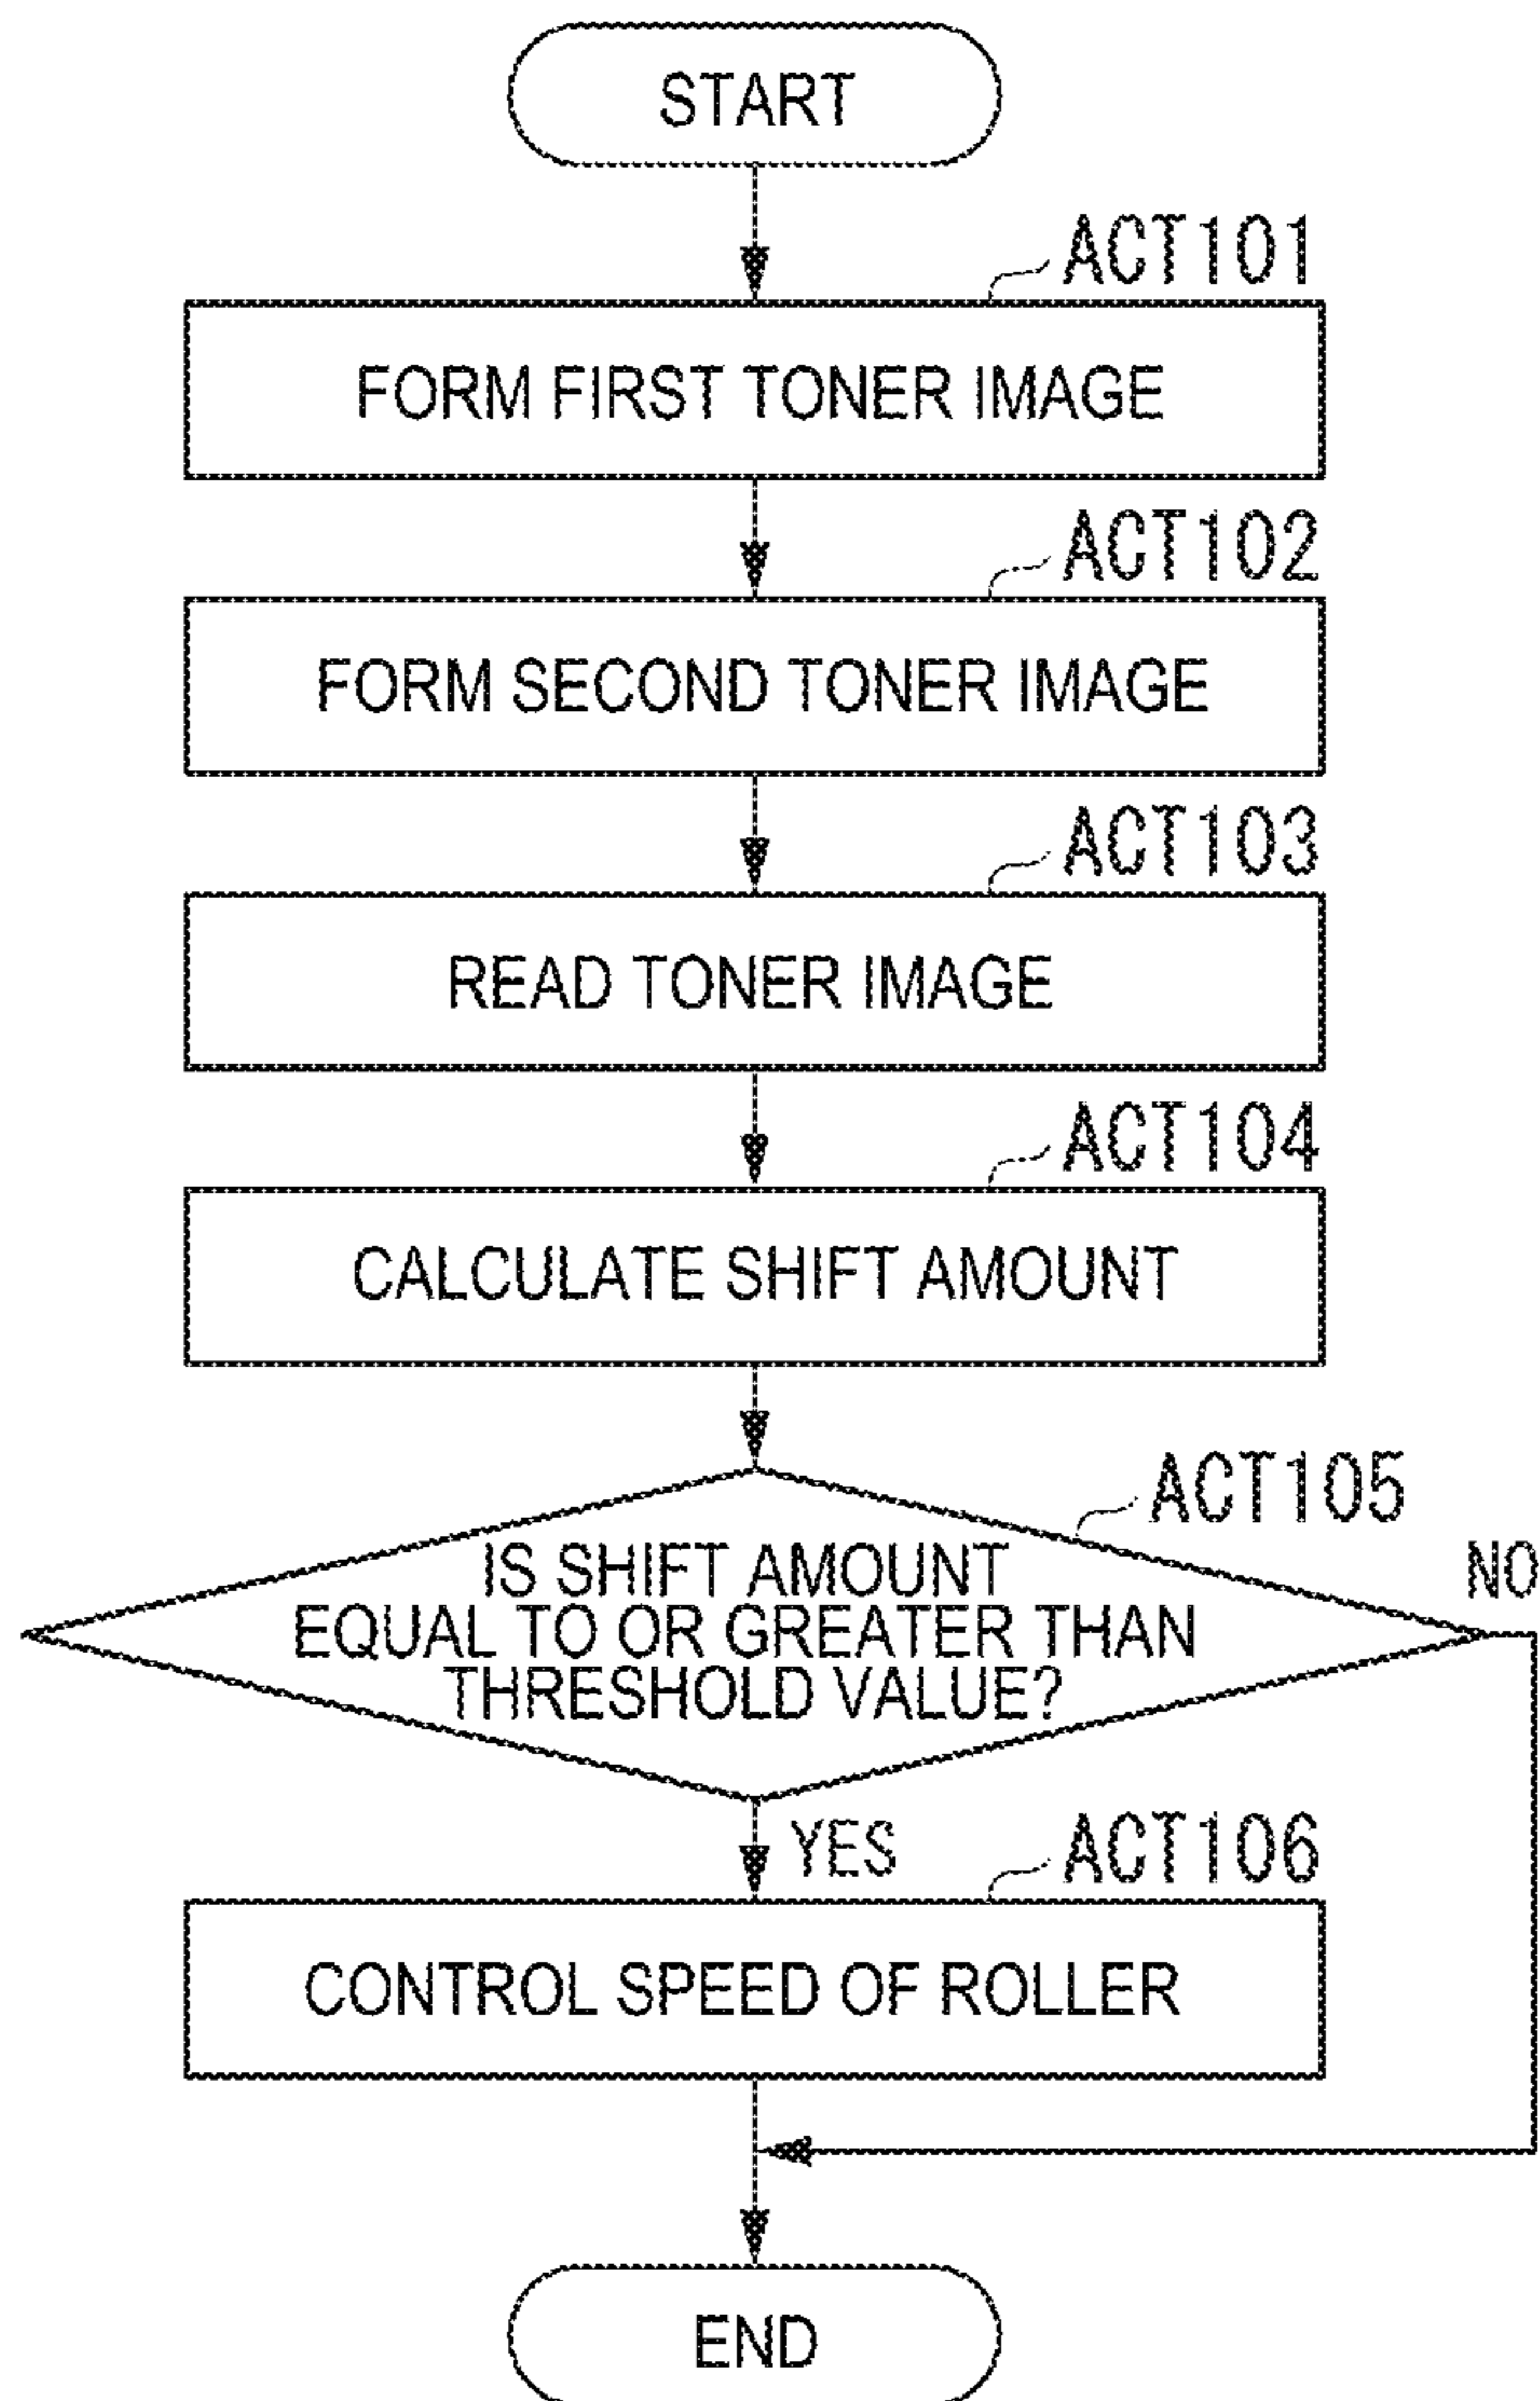 START
ACT101
FORM FIRST TONER IMAGE
ACT102
FORM SECOND TONER IMAGE
ACT103
READ TONER IMAGE
ACT104
CALCULATE SHIFT AMOUNT
ACT105
IS SHIFT AMOUNT
EQUAL TO OR GREATER THAN
THRESHOLD VALUE?
NO
YES
ACT106
CONTROL SPEED OF ROLLER
END